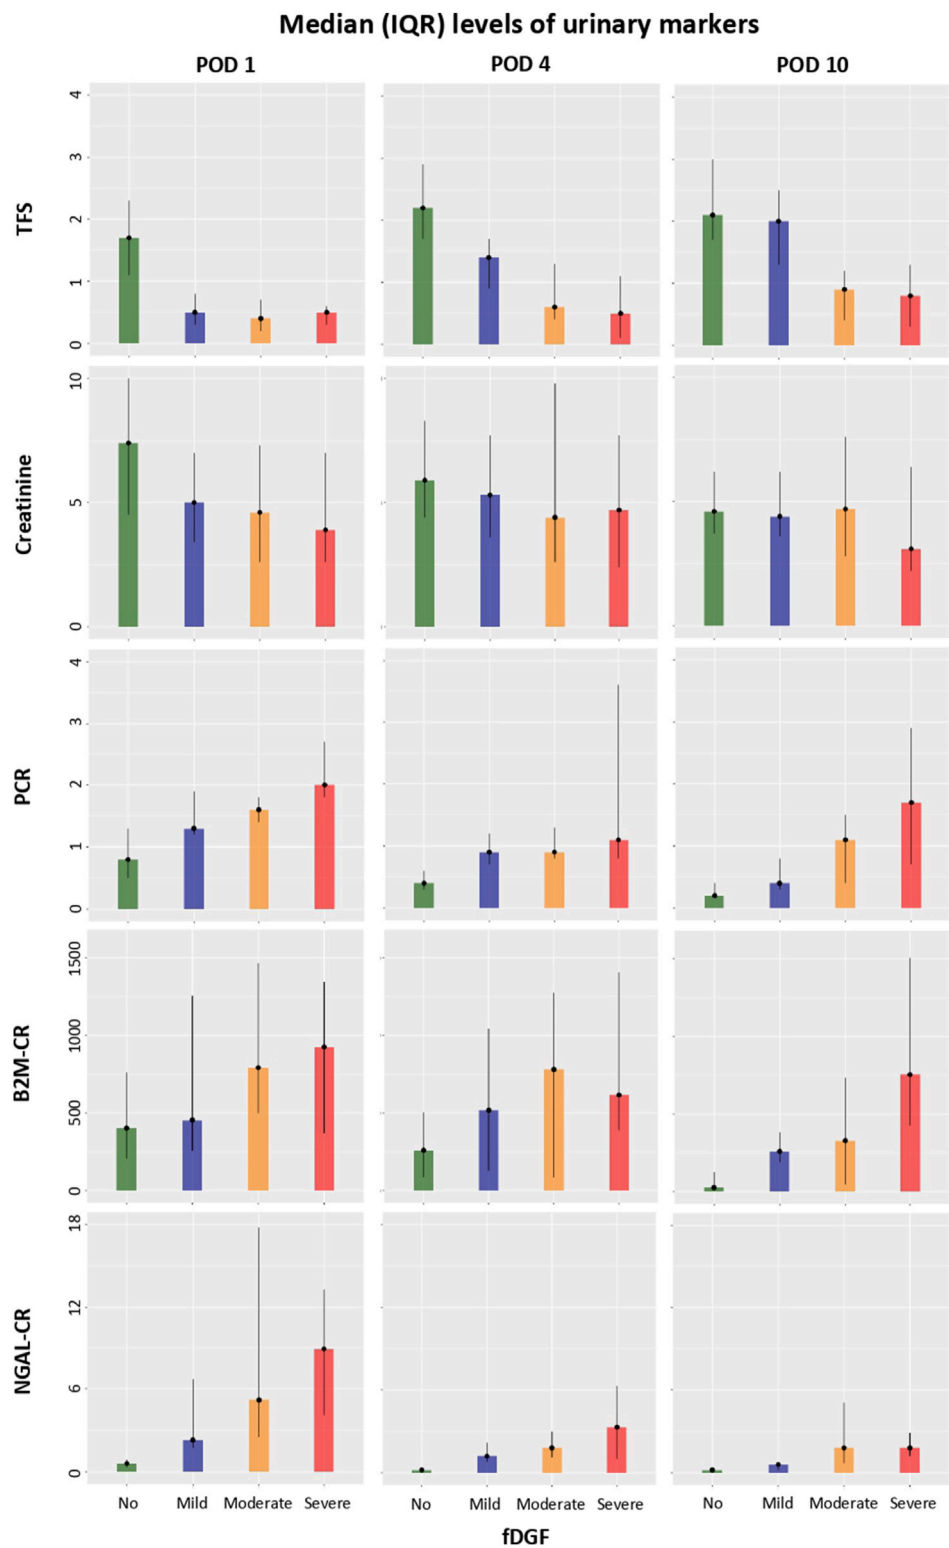 Median (IQR) levels of urinary markers
POD 1 POD 4 POD 10
TFS
4
3
2
1
0
Creatinine
10
5
0
PCR
4
3
2
1
0
B2M-CR
1500
1000
500
0
NGAL-CR
18
12
6
0
No Mild Moderate Severe No Mild Moderate Severe No Mild Moderate Severe
fDGF